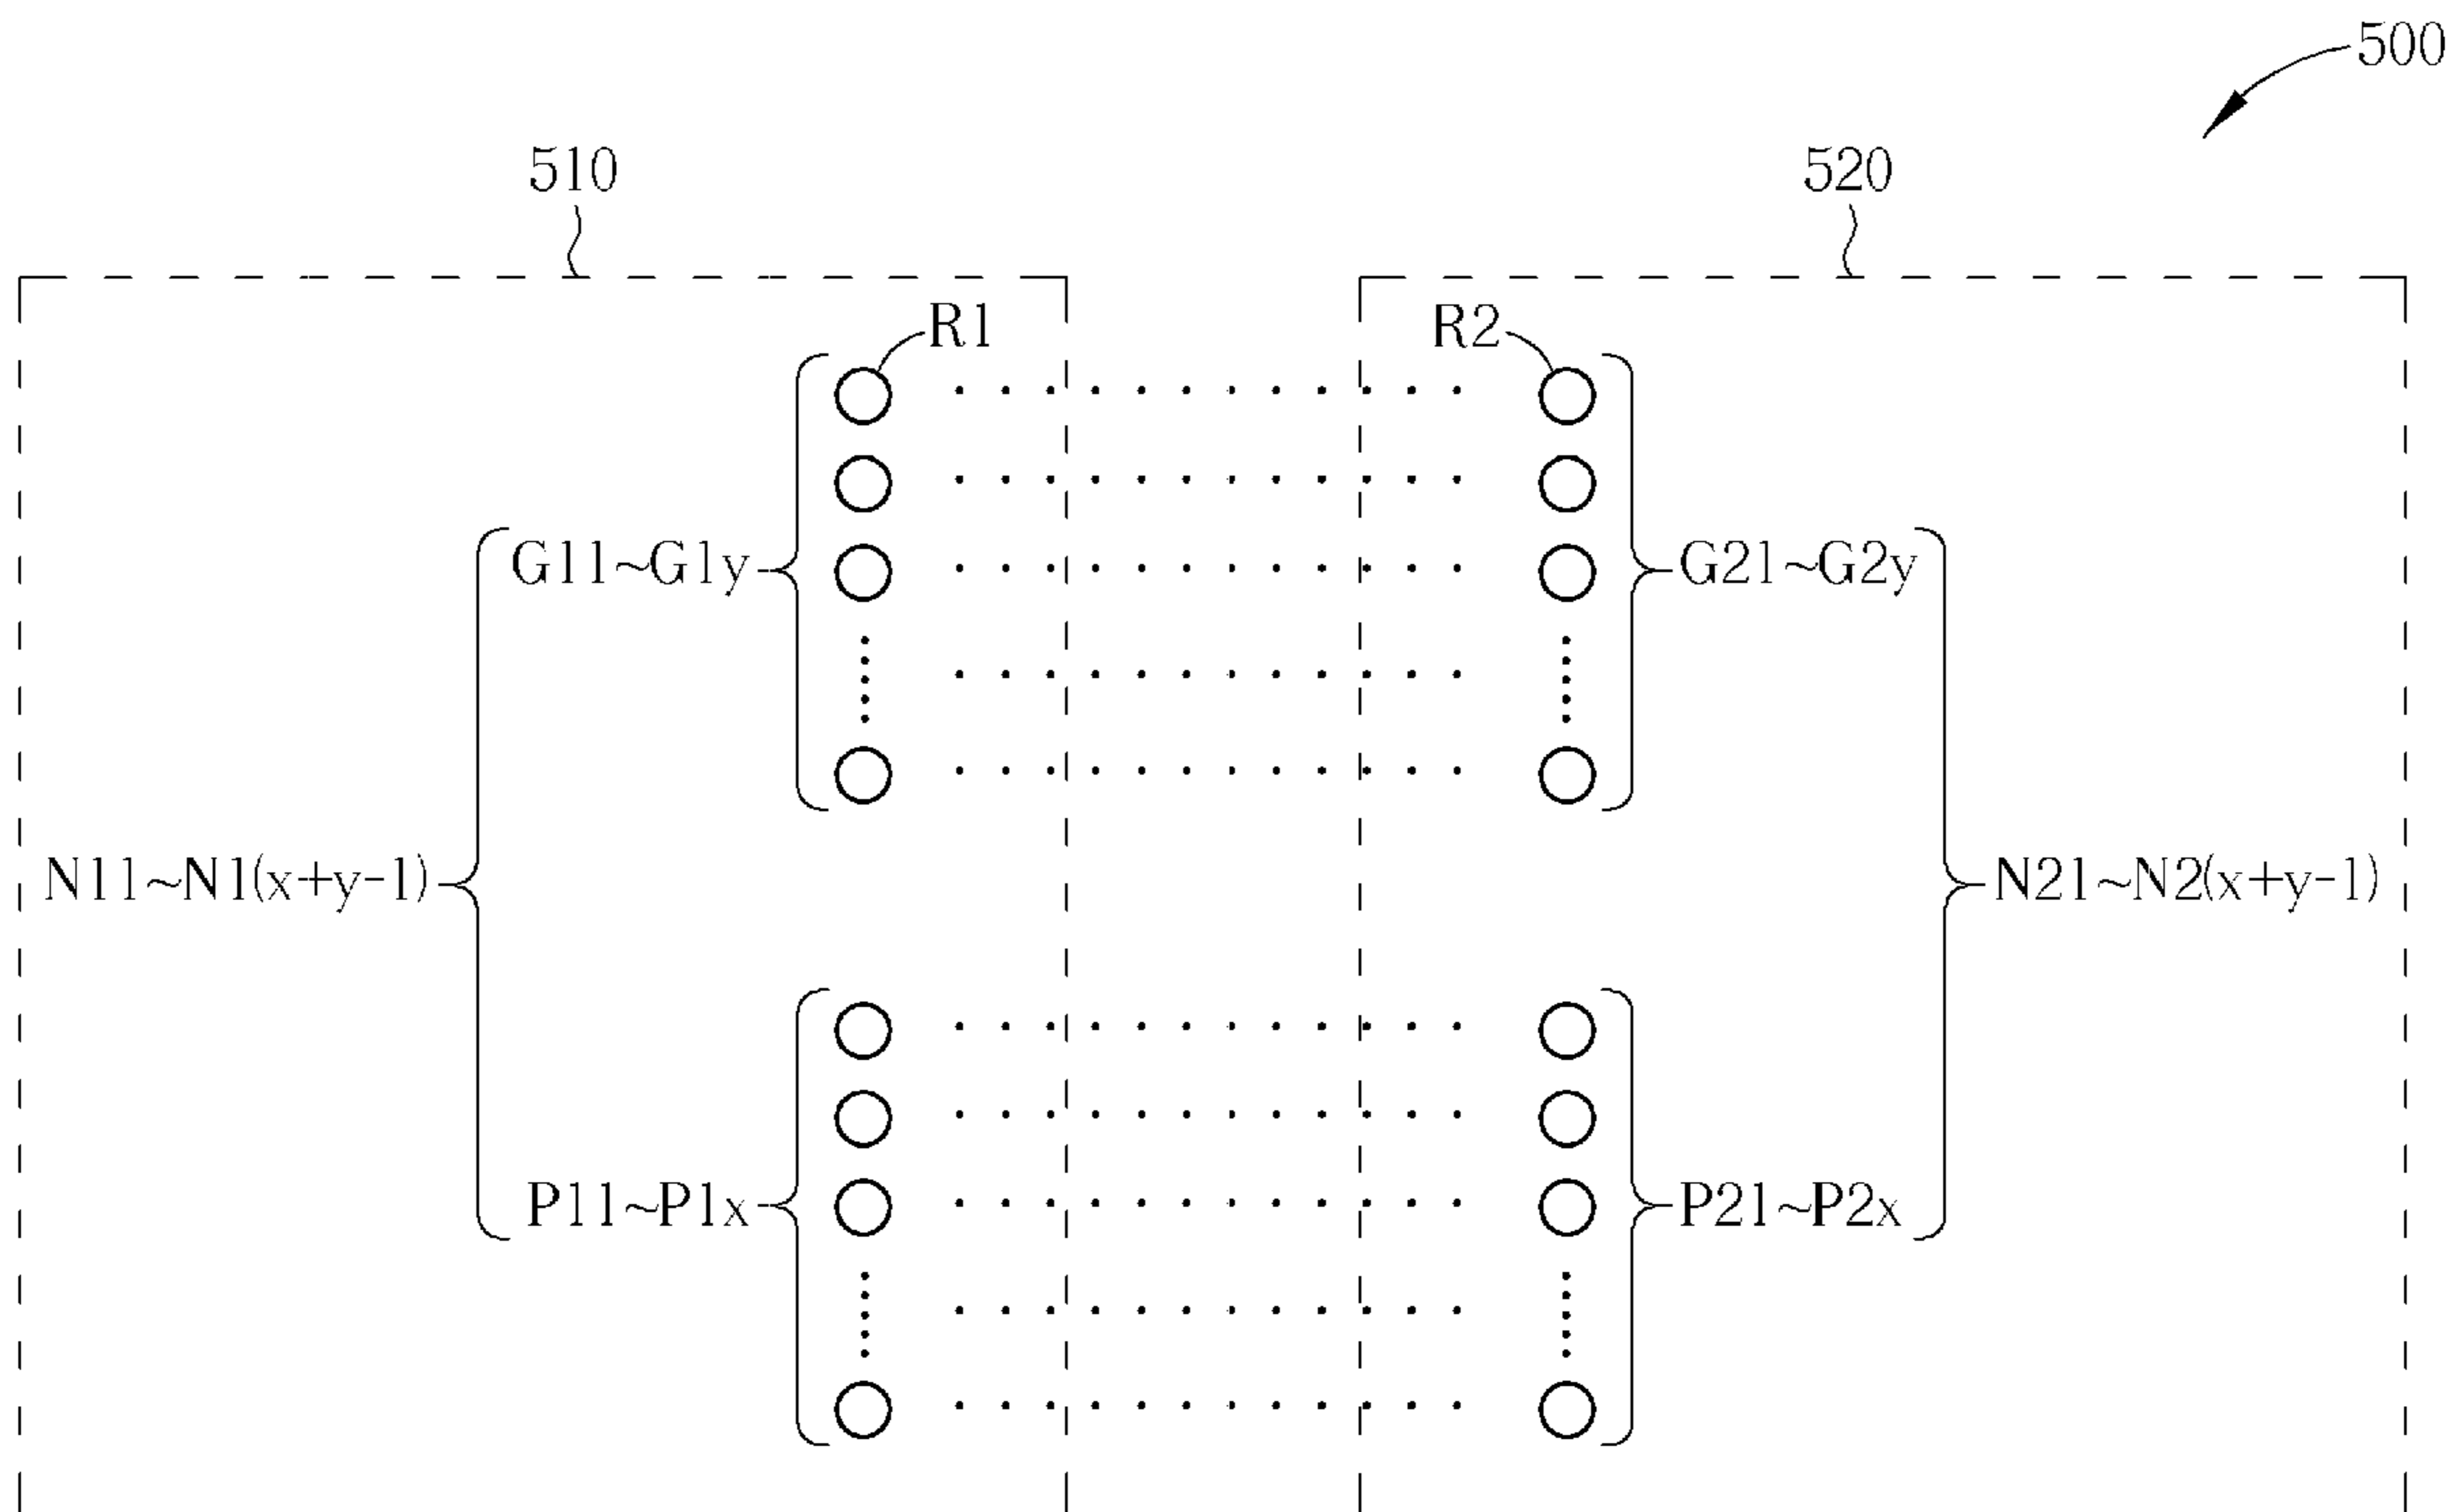 500
510
520
R1
R2
G11~G1y
G21~G2y
N11~N1(x+y-1)
N21~N2(x+y-1)
P11~P1x
P21~P2x